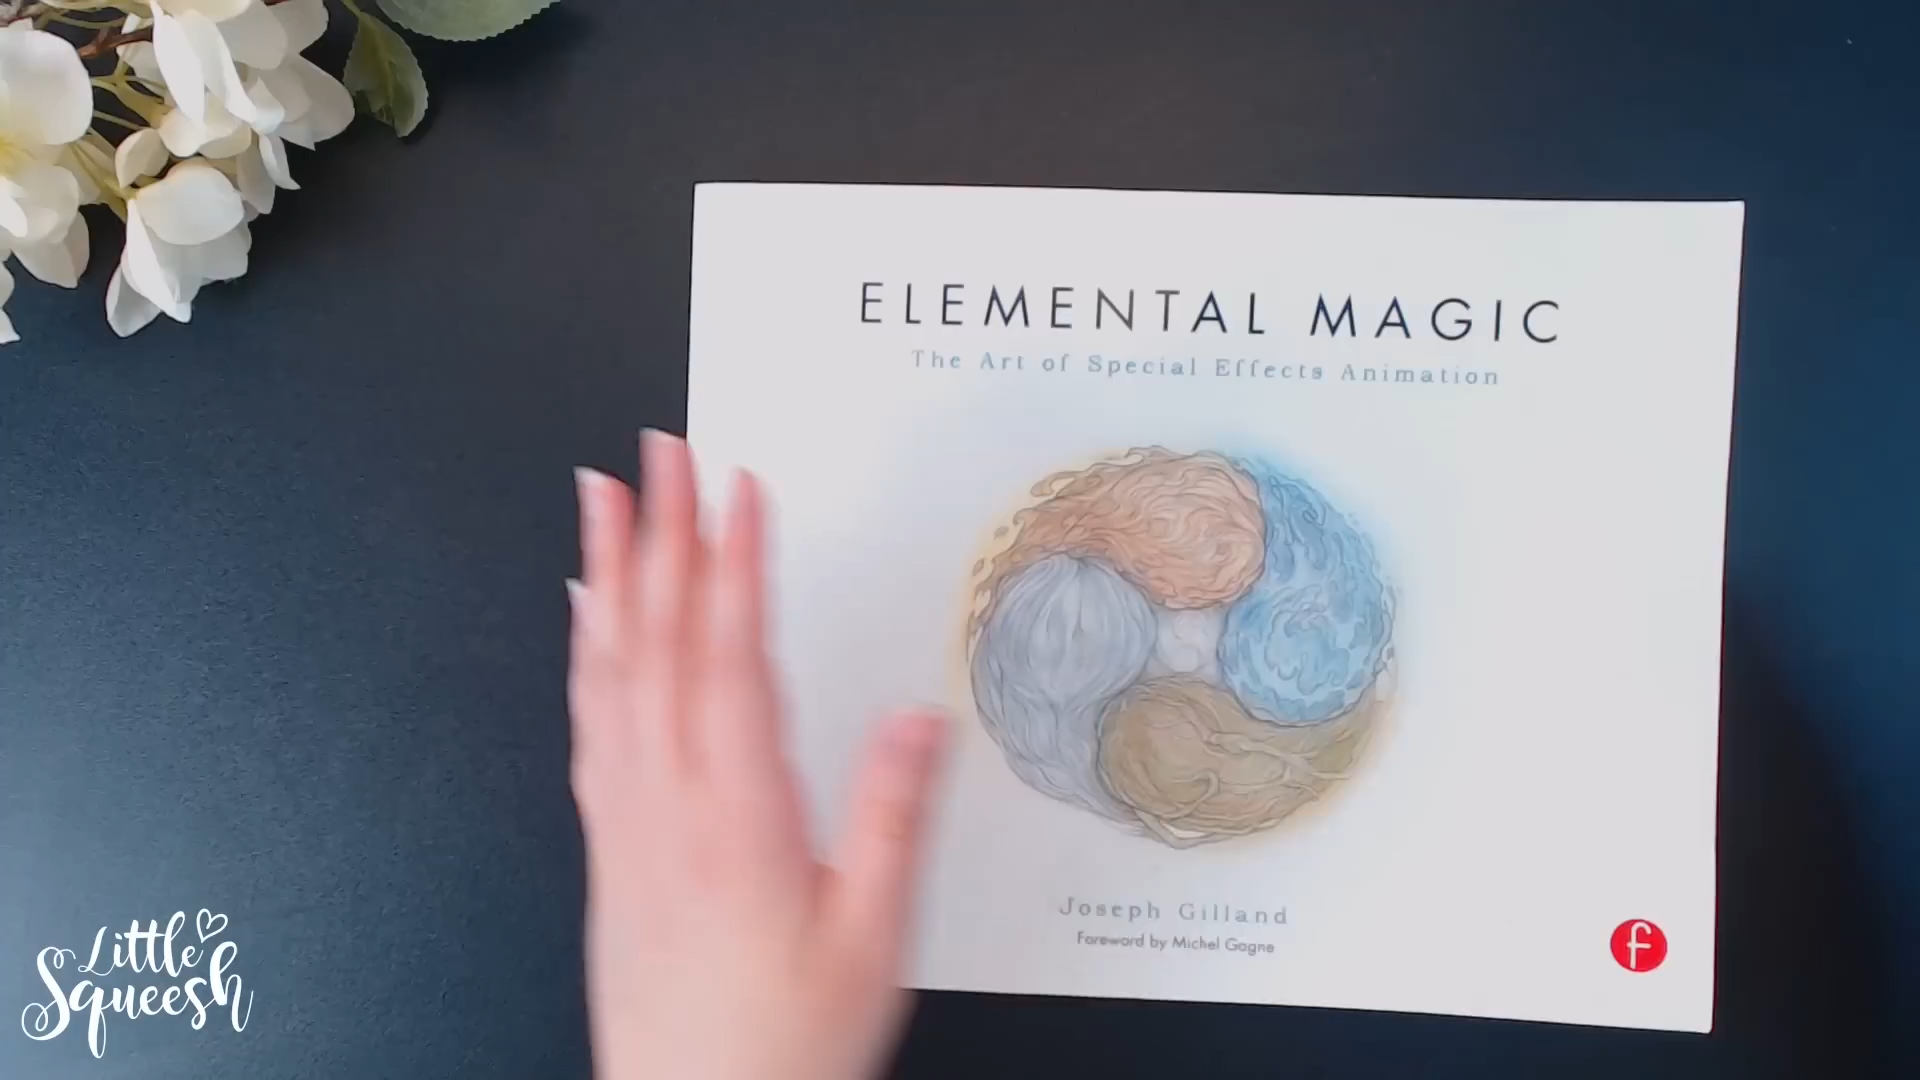 ELEMENTAL MAGIC
The Art of Special Effects Animation
Joseph Gilland
Foreword by Michel Gagne
f
Little
Squeesh